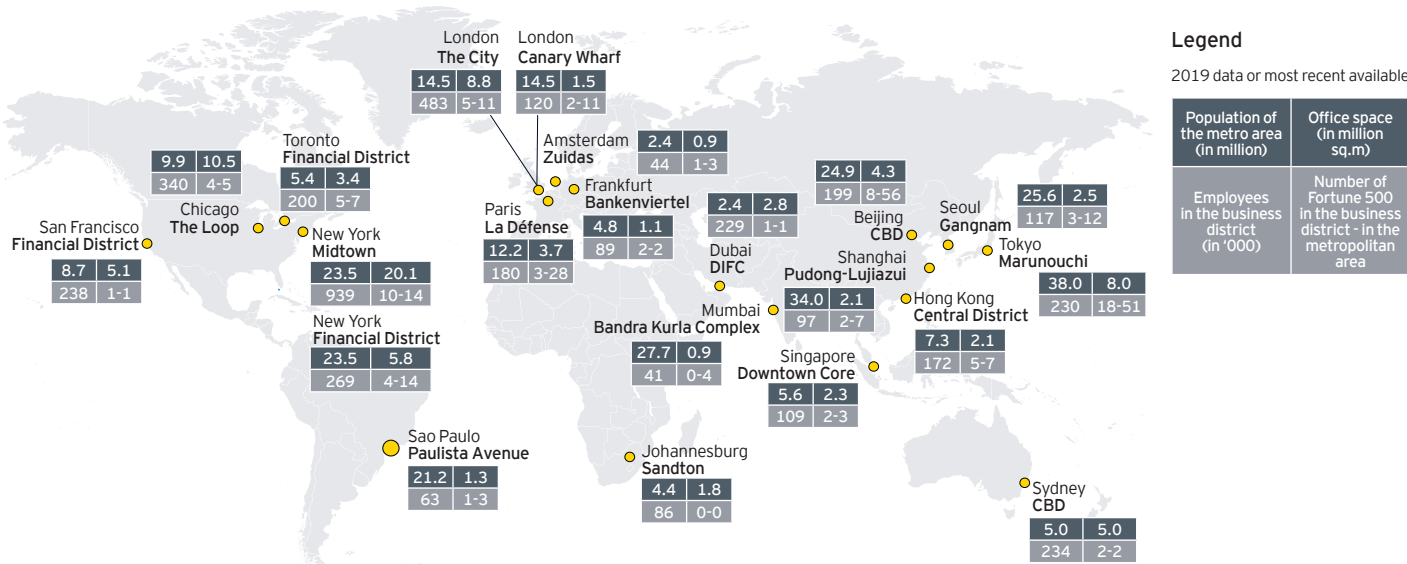 London
The City
14.5 8.8
483 5-11
London
Canary Wharf
14.5 1.5
120 2-11
Legend
2019 data or most recent available
Population of
the metro area
(in million)
Office space
(in million
sq.m)
Employees
in the business
district
(in ‘000)
Number of
Fortune 500
in the business
district - in the
metropolitan
area
Amsterdam
Zuidas
2.4 0.9
44 1-3
Toronto
Financial District
5.4 3.4
200 5-7
9.9 10.5
340 4-5
Chicago
The Loop
San Francisco
Financial District
8.7 5.1
238 1-1
New York
Midtown
23.5 20.1
939 10-14
New York
Financial District
23.5 5.8
269 4-14
Paris
La Défense
12.2 3.7
180 3-28
Frankfurt
Bankenviertel
4.8 1.1
89 2-2
2.4 2.8
229 1-1
Dubai
DIFC
24.9 4.3
199 8-56
Beijing
CBD
Seoul
Gangnam
25.6 2.5
117 3-12
Tokyo
Marunouchi
38.0 8.0
230 18-51
Shanghai
Pudong-Lujiazui
34.0 2.1
97 2-7
Mumbai
Bandra Kurla Complex
27.7 0.9
41 0-4
Hong Kong
Central District
7.3 2.1
172 5-7
Singapore
Downtown Core
5.6 2.3
109 2-3
Sao Paulo
Paulista Avenue
21.2 1.3
63 1-3
Johannesburg
Sandton
4.4 1.8
86 0-0
Sydney
CBD
5.0 5.0
234 2-2